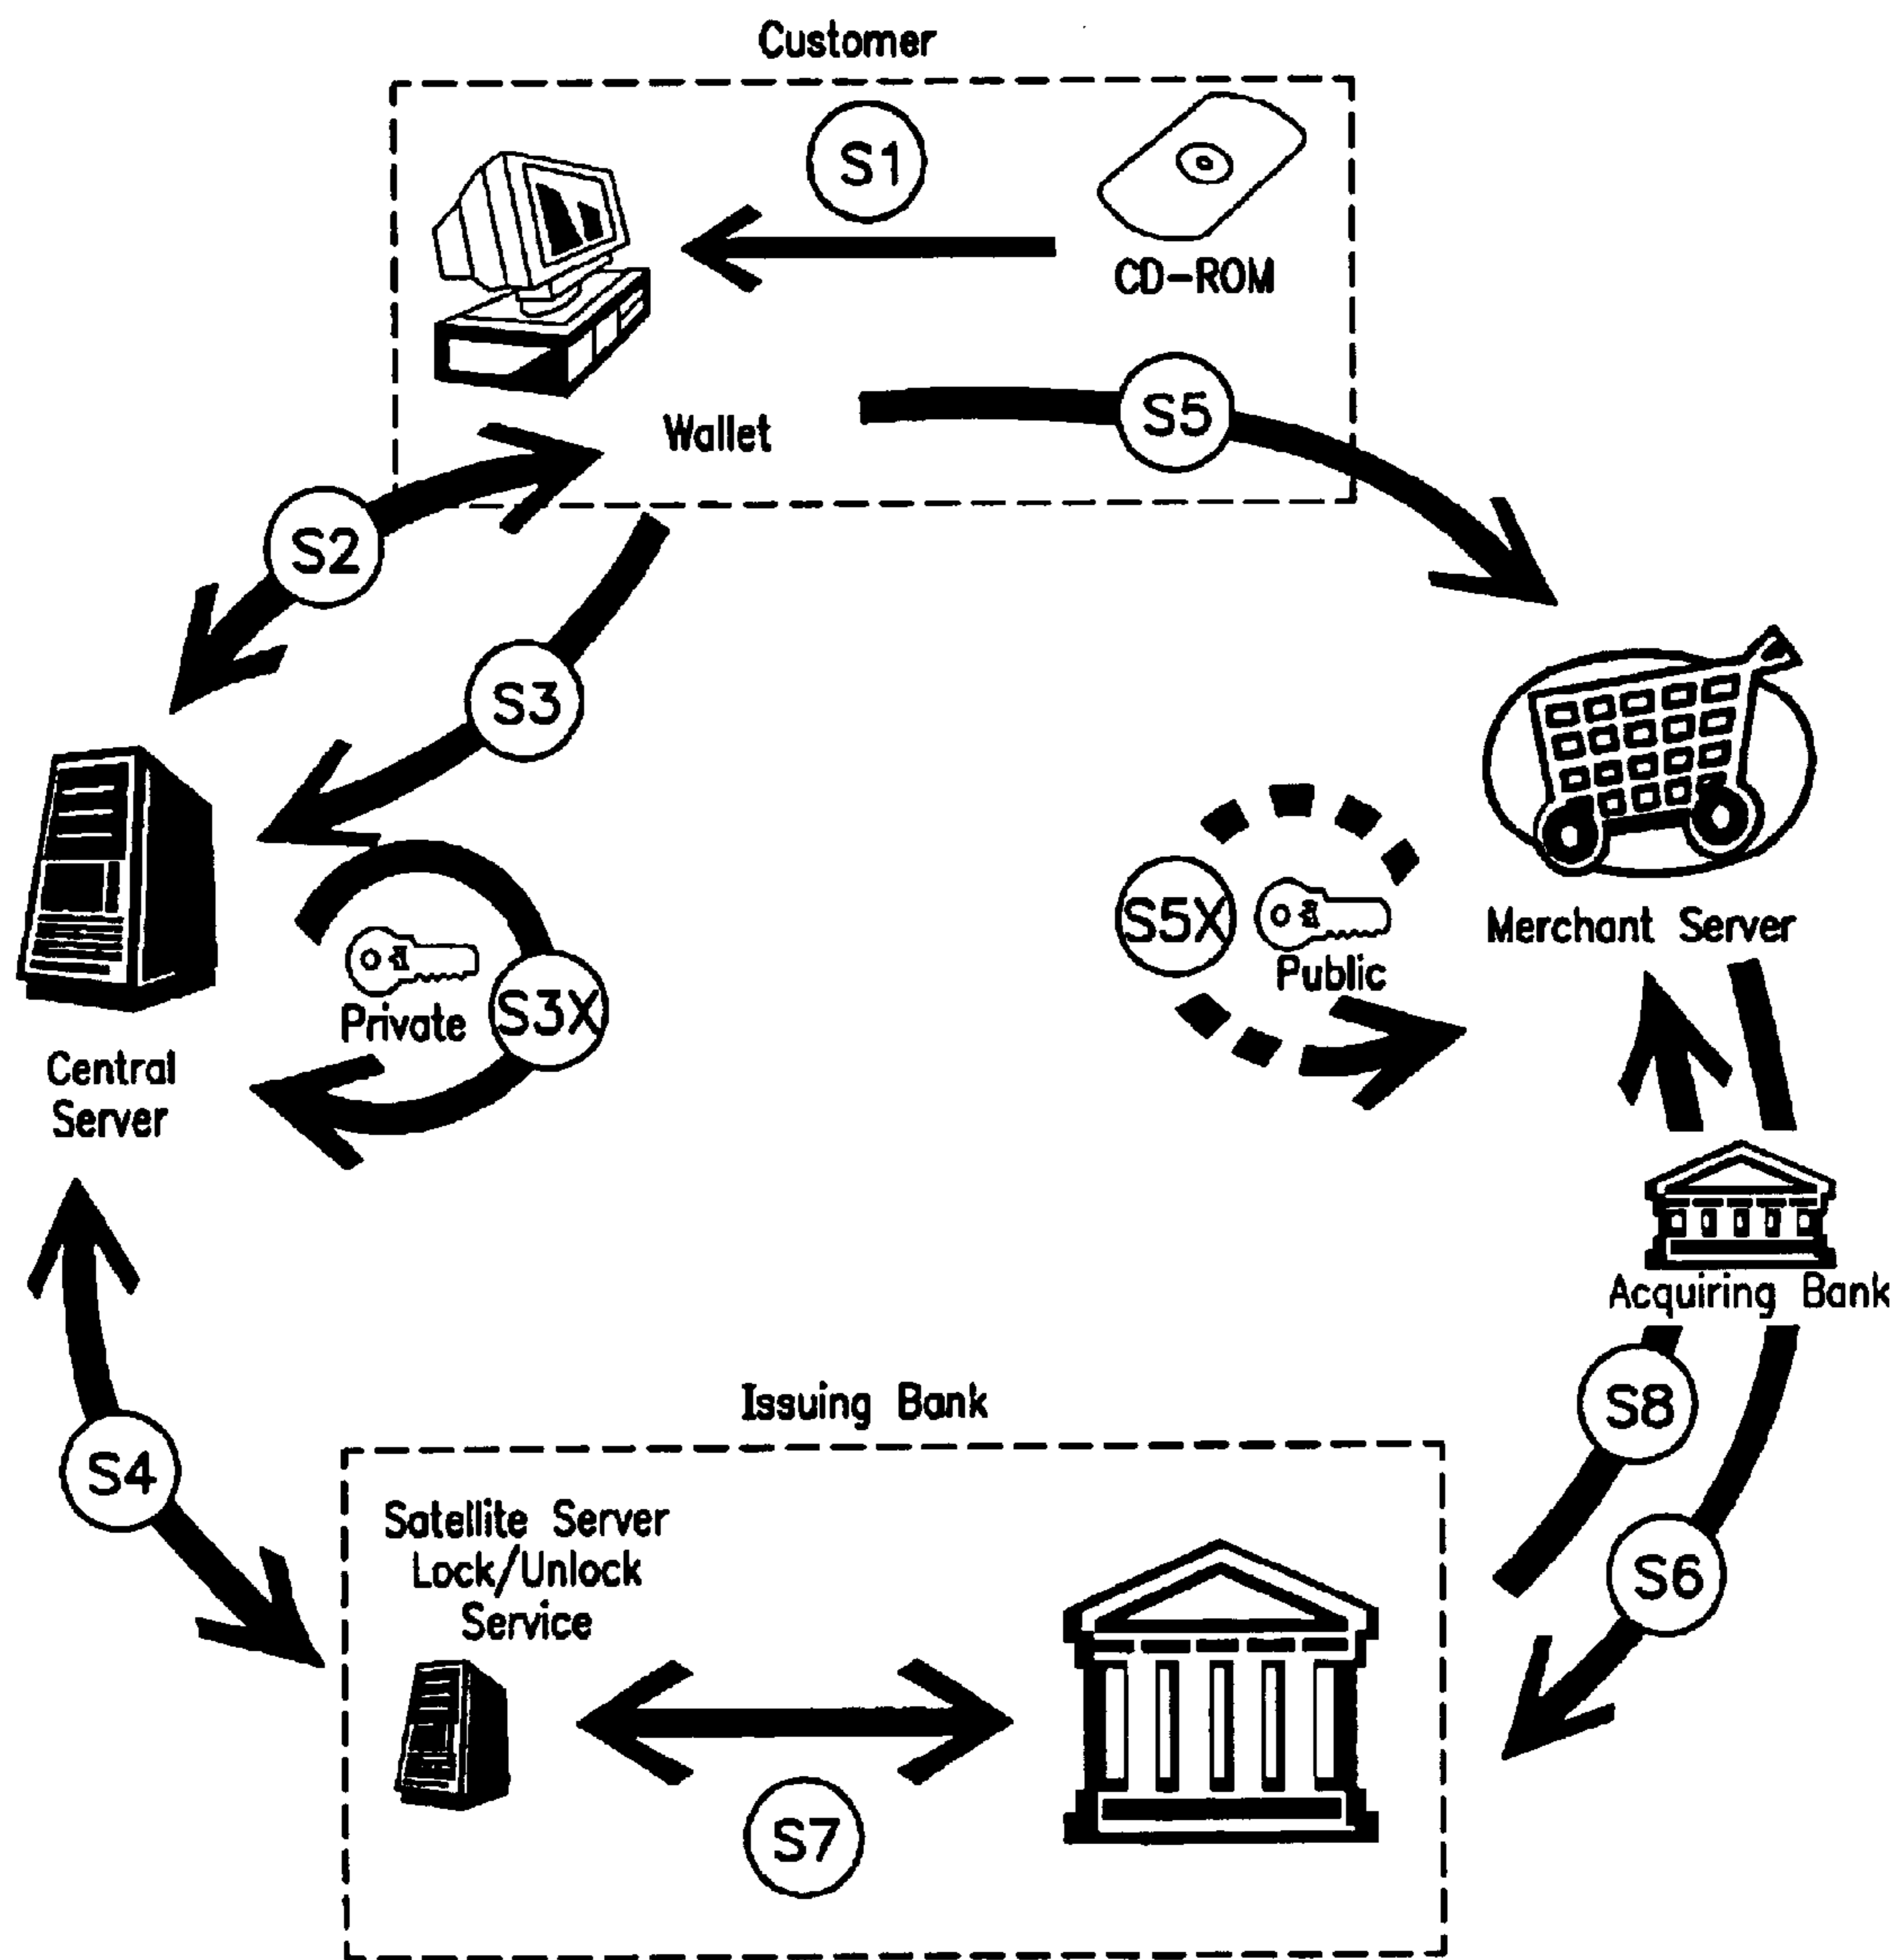 Customer
S1
CD-ROM
S5
Wallet
S2
S3
S5X
Public
Merchant Server
Private
S3X
Central
Server
Acquiring Bank
S8
Issuing Bank
S4
Satellite Server
Lock/Unlock
Service
S6
S7